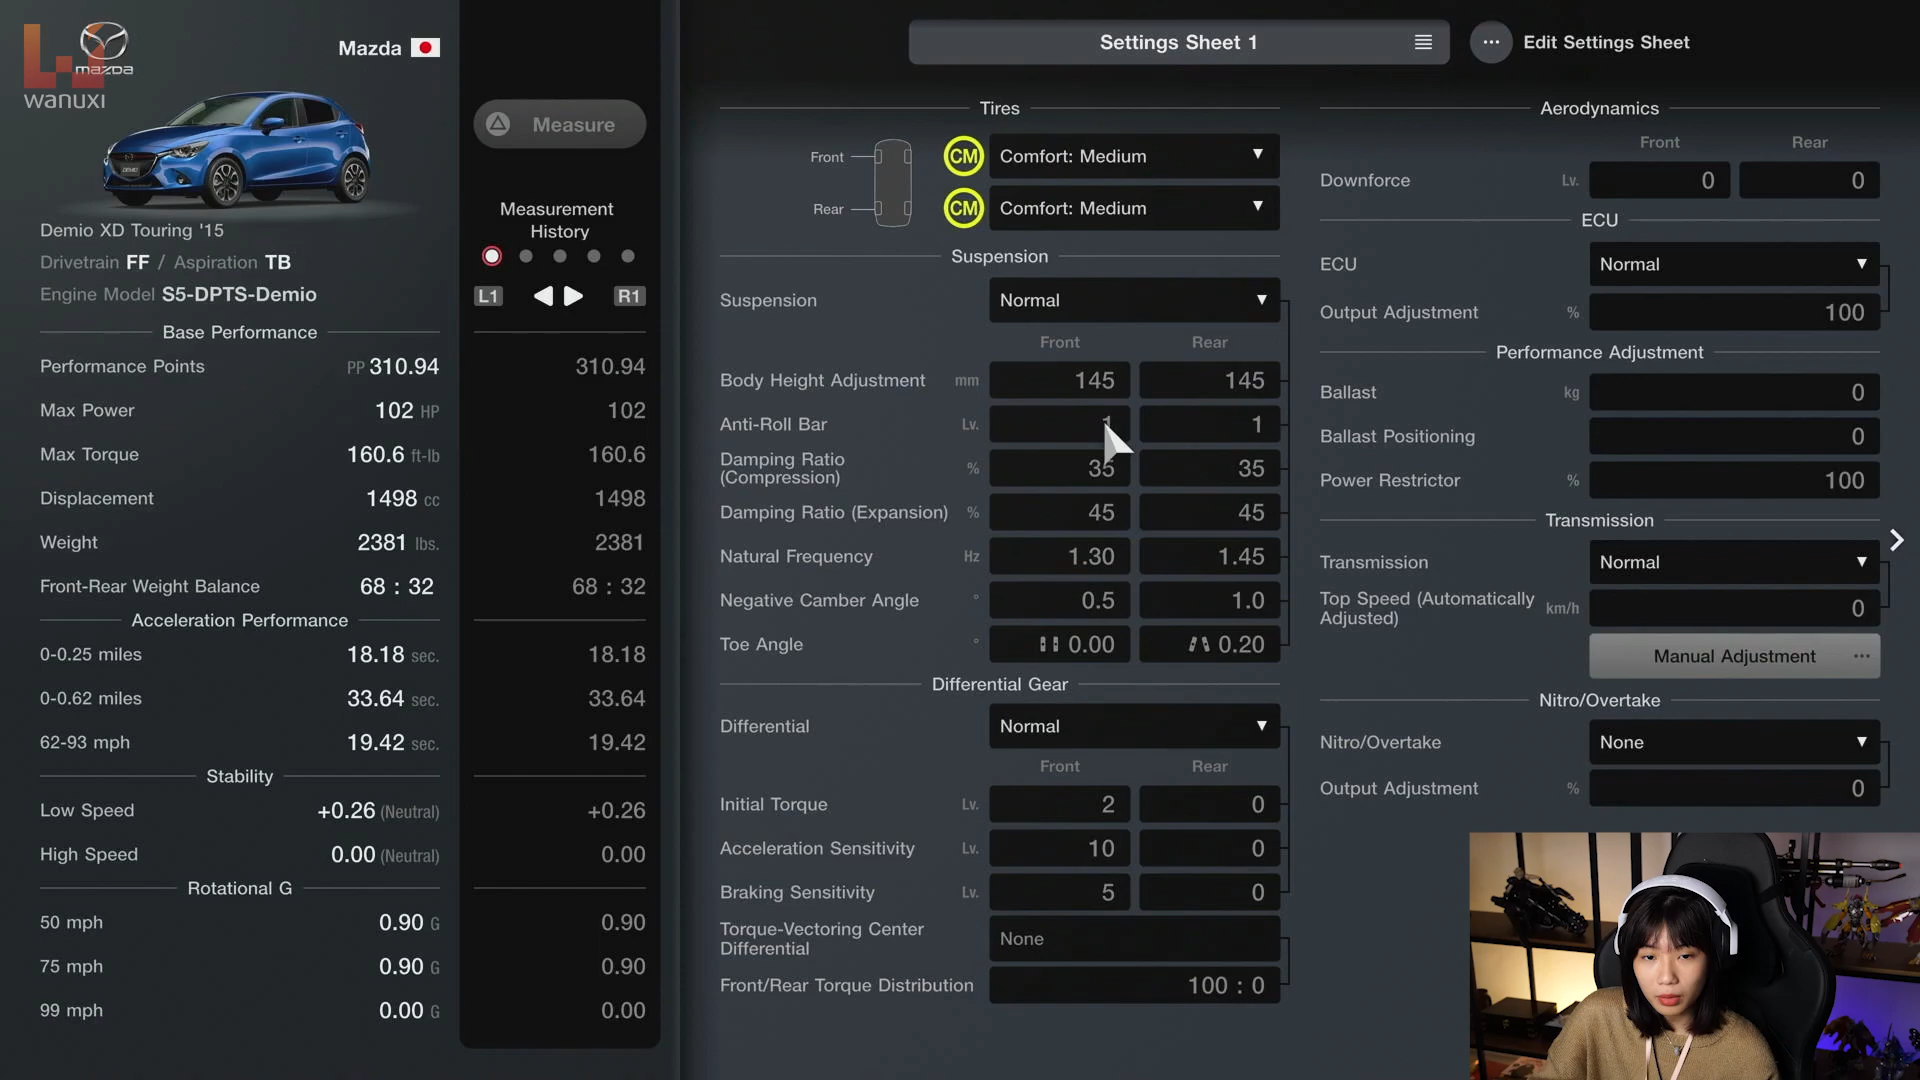 wanuxi
mazda
Mazda
DEMIO
Demio XD Touring '15
Drivetrain FF / Aspiration TB
Engine Model S5-DPTS-Demio
Base Performance
Performance Points PP 310.94
Max Power 102 HP
Max Torque 160.6 ft-lb
Displacement 1498 cc
Weight 2381 lbs.
Front-Rear Weight Balance 68 : 32
Acceleration Performance
0-0.25 miles 18.18 sec.
0-0.62 miles 33.64 sec.
62-93 mph 19.42 sec.
Stability
Low Speed +0.26 (Neutral)
High Speed 0.00 (Neutral)
Rotational G
50 mph 0.90 G
75 mph 0.90 G
99 mph 0.00 G
Measure
Measurement
History
L1 R1
310.94
102
160.6
1498
2381
68 : 32
18.18
33.64
19.42
+0.26
0.00
0.90
0.90
0.00
Settings Sheet 1
Edit Settings Sheet
Tires
Front CM Comfort: Medium
Rear CM Comfort: Medium
Suspension
Suspension Normal
Front Rear
Body Height Adjustment mm 145 145
Anti-Roll Bar Lv. 1 1
Damping Ratio
(Compression) % 35 35
Damping Ratio (Expansion) % 45 45
Natural Frequency Hz 1.30 1.45
Negative Camber Angle ° 0.5 1.0
Toe Angle ° 0.00 0.20
Differential Gear
Differential Normal
Front Rear
Initial Torque Lv. 2 0
Acceleration Sensitivity Lv. 10 0
Braking Sensitivity Lv. 5 0
Torque-Vectoring Center
Differential None
Front/Rear Torque Distribution 100 : 0
Aerodynamics
Front Rear
Downforce Lv. 0 0
ECU
ECU Normal
Output Adjustment % 100
Performance Adjustment
Ballast kg 0
Ballast Positioning 0
Power Restrictor % 100
Transmission
Transmission Normal
Top Speed (Automatically
Adjusted) km/h 0
Manual Adjustment
Nitro/Overtake
Nitro/Overtake None
Output Adjustment % 0